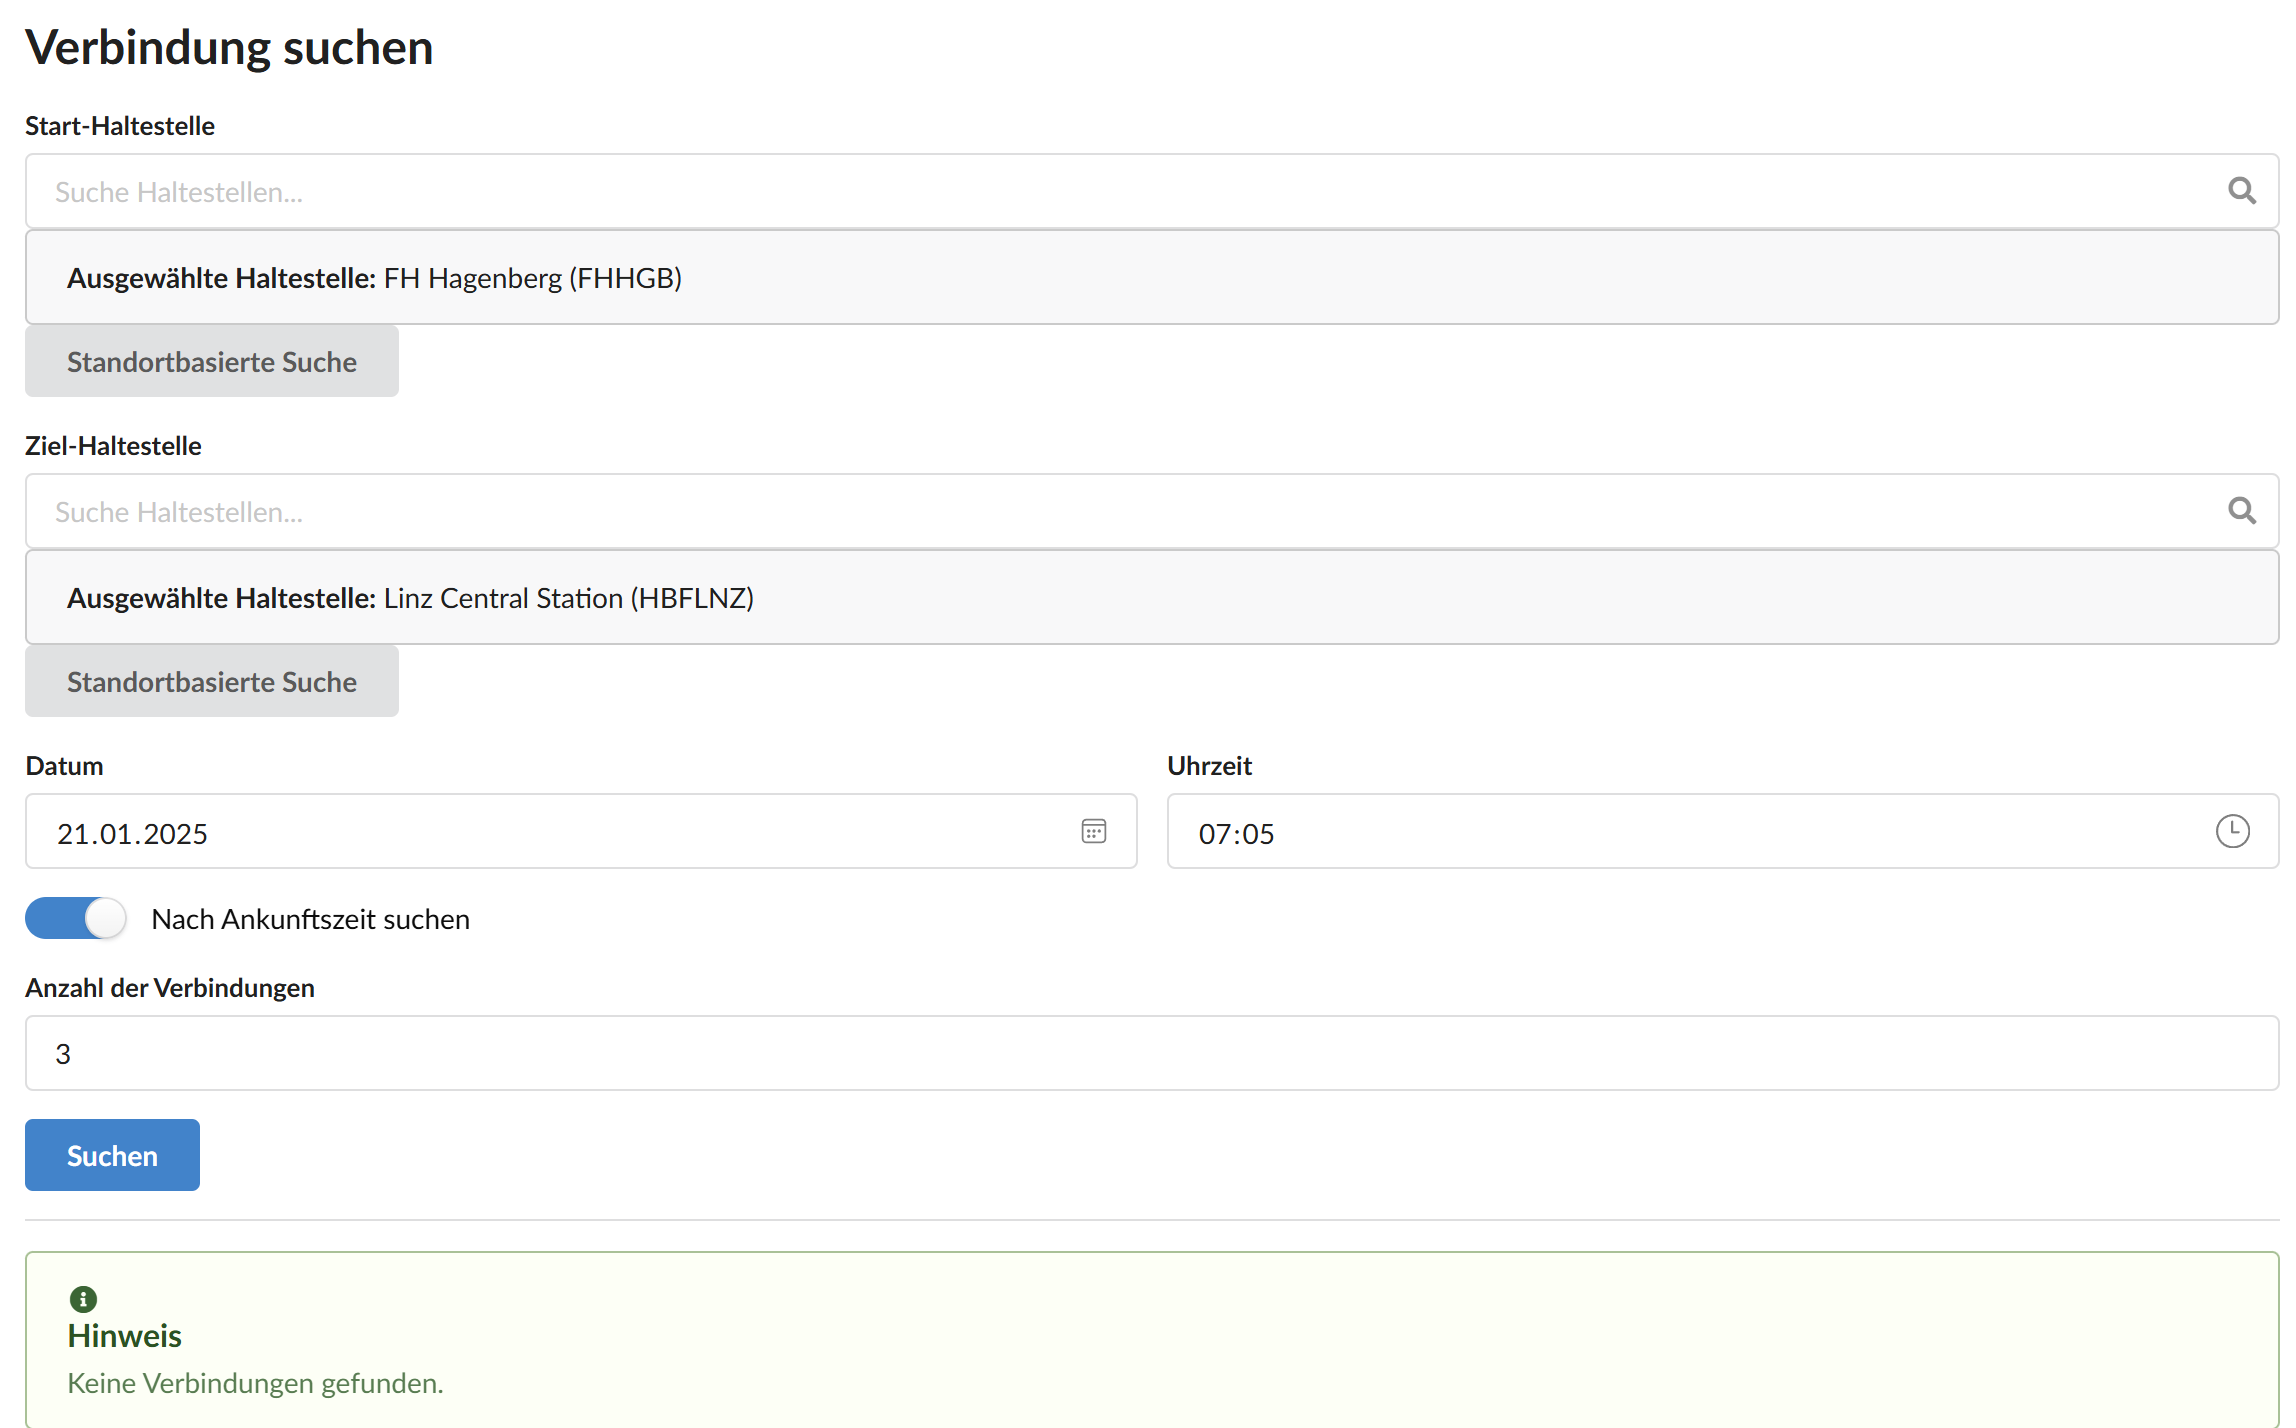 Verbindung suchen
Start-Haltestelle
Suche Haltestellen...
Ausgewählte Haltestelle: FH Hagenberg (FHHGB)
Standortbasierte Suche
Ziel-Haltestelle
Suche Haltestellen...
Ausgewählte Haltestelle: Linz Central Station (HBFLNZ)
Standortbasierte Suche
Datum
Uhrzeit
21.01.2025
07:05
Nach Ankunftszeit suchen
Anzahl der Verbindungen
3
Suchen
Hinweis
Keine Verbindungen gefunden.